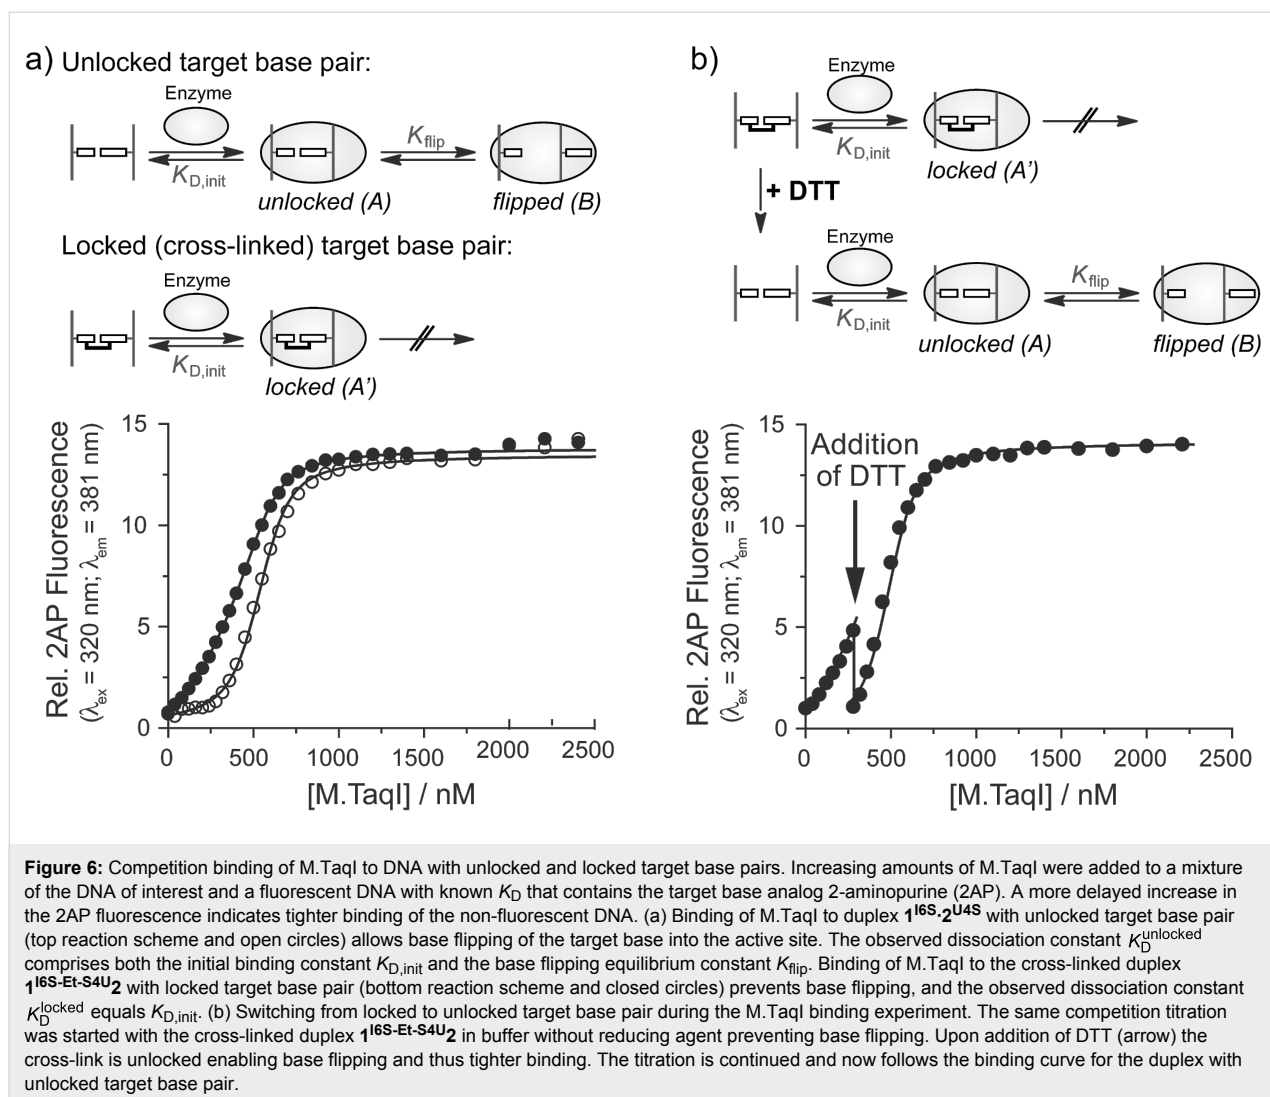 a) Unlocked target base pair:
Enzyme
K_D,init
K_flip
unlocked (A)
flipped (B)
Locked (cross-linked) target base pair:
Enzyme
K_D,init
locked (A')
Rel. 2AP Fluorescence
(λ_ex = 320 nm; λ_em = 381 nm)
15
10
5
0
0
500
1000
1500
2000
2500
[M.TaqI] / nM
b)
Enzyme
K_D,init
locked (A')
+ DTT
Enzyme
K_D,init
K_flip
unlocked (A)
flipped (B)
Rel. 2AP Fluorescence
(λ_ex = 320 nm; λ_em = 381 nm)
15
10
5
0
Addition
of DTT
0
500
1000
1500
2000
2500
[M.TaqI] / nM
Figure 6: Competition binding of M.TaqI to DNA with unlocked and locked target base pairs. Increasing amounts of M.TaqI were added to a mixture
of the DNA of interest and a fluorescent DNA with known K_D that contains the target base analog 2-aminopurine (2AP). A more delayed increase in
the 2AP fluorescence indicates tighter binding of the non-fluorescent DNA. (a) Binding of M.TaqI to duplex 1^I6S·2^U4S with unlocked target base pair
(top reaction scheme and open circles) allows base flipping of the target base into the active site. The observed dissociation constant K_D^unlocked
comprises both the initial binding constant K_D,init and the base flipping equilibrium constant K_flip. Binding of M.TaqI to the cross-linked duplex
1^I6S-Et-S4U2 with locked target base pair (bottom reaction scheme and closed circles) prevents base flipping, and the observed dissociation constant
K_D^locked equals K_D,init. (b) Switching from locked to unlocked target base pair during the M.TaqI binding experiment. The same competition titration
was started with the cross-linked duplex 1^I6S-Et-S4U2 in buffer without reducing agent preventing base flipping. Upon addition of DTT (arrow) the
cross-link is unlocked enabling base flipping and thus tighter binding. The titration is continued and now follows the binding curve for the duplex with
unlocked target base pair.